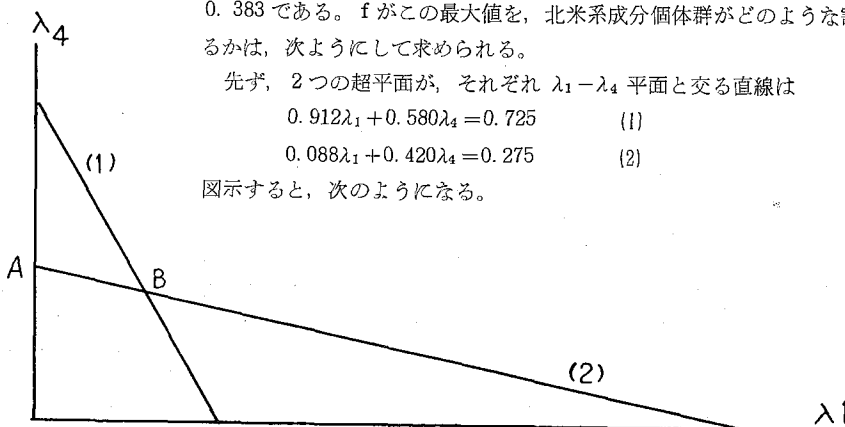 0.383である。fがこの最大値を，北米系成分個体群がどのような
るかは，次ようにして求められる。
先ず，2つの超平面が，それぞれ λ₁－λ₄ 平面と交る直線は
0.912λ₁＋0.580λ₄＝0.725 (1)
0.088λ₁＋0.420λ₄＝0.275 (2)
図示すると，次のようになる。
λ4
(1)
A
B
(2)
λ1